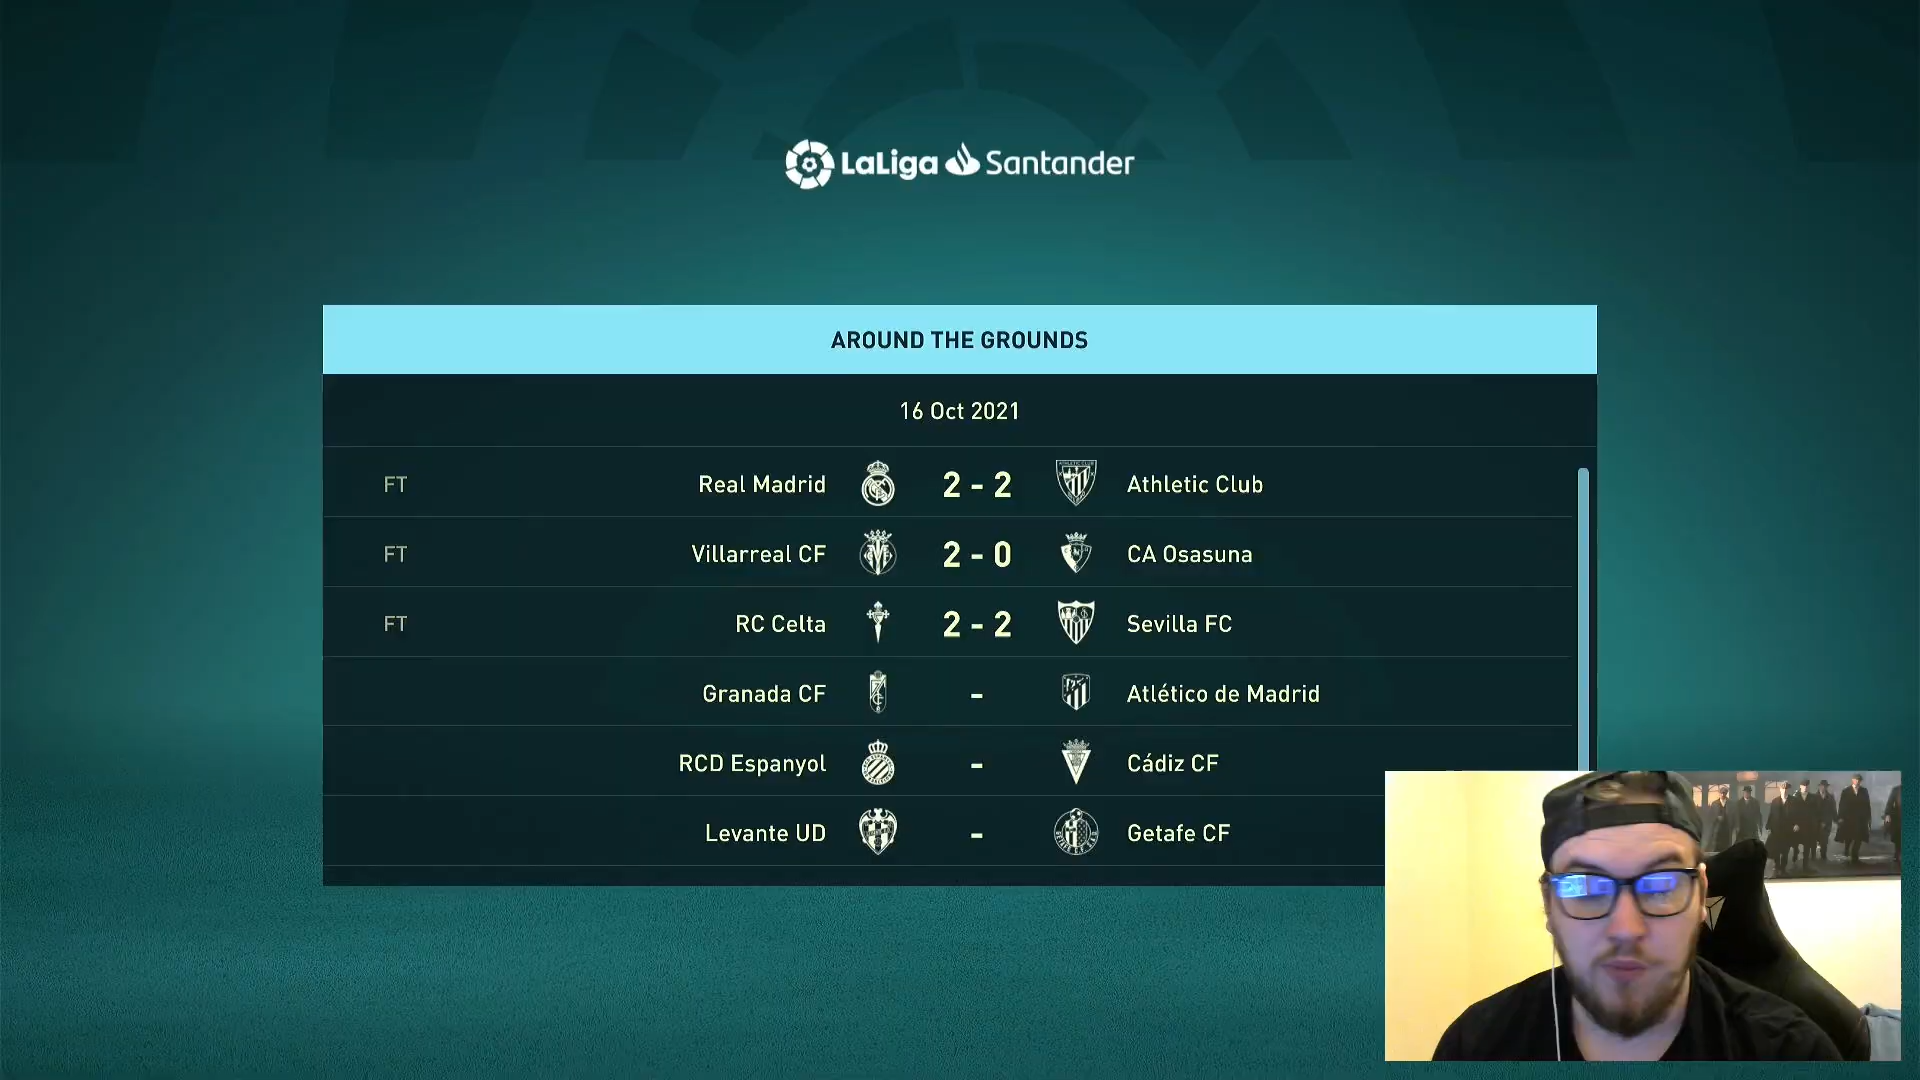 LaLiga Santander
AROUND THE GROUNDS
16 Oct 2021
FT Real Madrid 2 - 2 Athletic Club
FT Villarreal CF 2 - 0 CA Osasuna
FT RC Celta 2 - 2 Sevilla FC
Granada CF - Atlético de Madrid
RCD Espanyol - Cádiz CF
Levante UD - Getafe CF